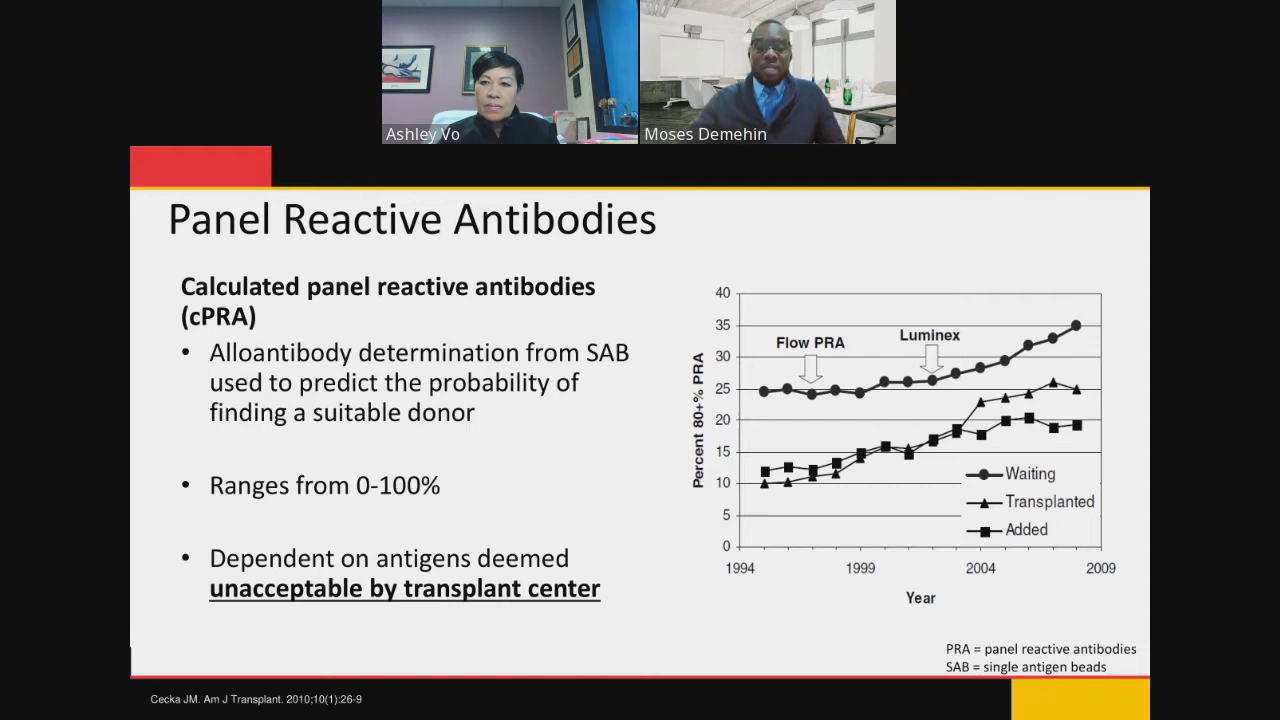 Ashley Vo
Moses Demehin
Panel Reactive Antibodies
Calculated panel reactive antibodies
(cPRA)
• Alloantibody determination from SAB
used to predict the probability of
finding a suitable donor
• Ranges from 0-100%
• Dependent on antigens deemed
unacceptable by transplant center
40
35
30
25
20
15
10
5
0
Percent 80+% PRA
Flow PRA
Luminex
Waiting
Transplanted
Added
1994
1999
2004
2009
Year
PRA = panel reactive antibodies
SAB = single antigen beads
Cecka JM. Am J Transplant. 2010;10(1):26-9